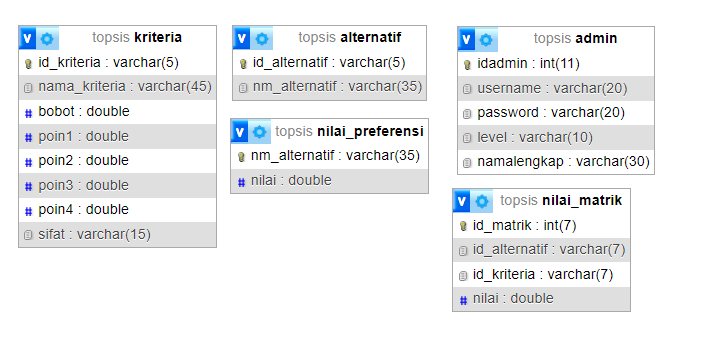 topsis kriteria
id_kriteria : varchar(5)
nama_kriteria : varchar(45)
bobot : double
poin1 : double
poin2 : double
poin3 : double
poin4 : double
sifat : varchar(15)
topsis alternatif
id_alternatif : varchar(5)
nm_alternatif : varchar(35)
topsis nilai_preferensi
nm_alternatif : varchar(35)
nilai : double
topsis admin
idadmin : int(11)
username : varchar(20)
password : varchar(20)
level : varchar(10)
namalengkap : varchar(30)
topsis nilai_matrik
id_matrik : int(7)
id_alternatif : varchar(7)
id_kriteria : varchar(7)
nilai : double